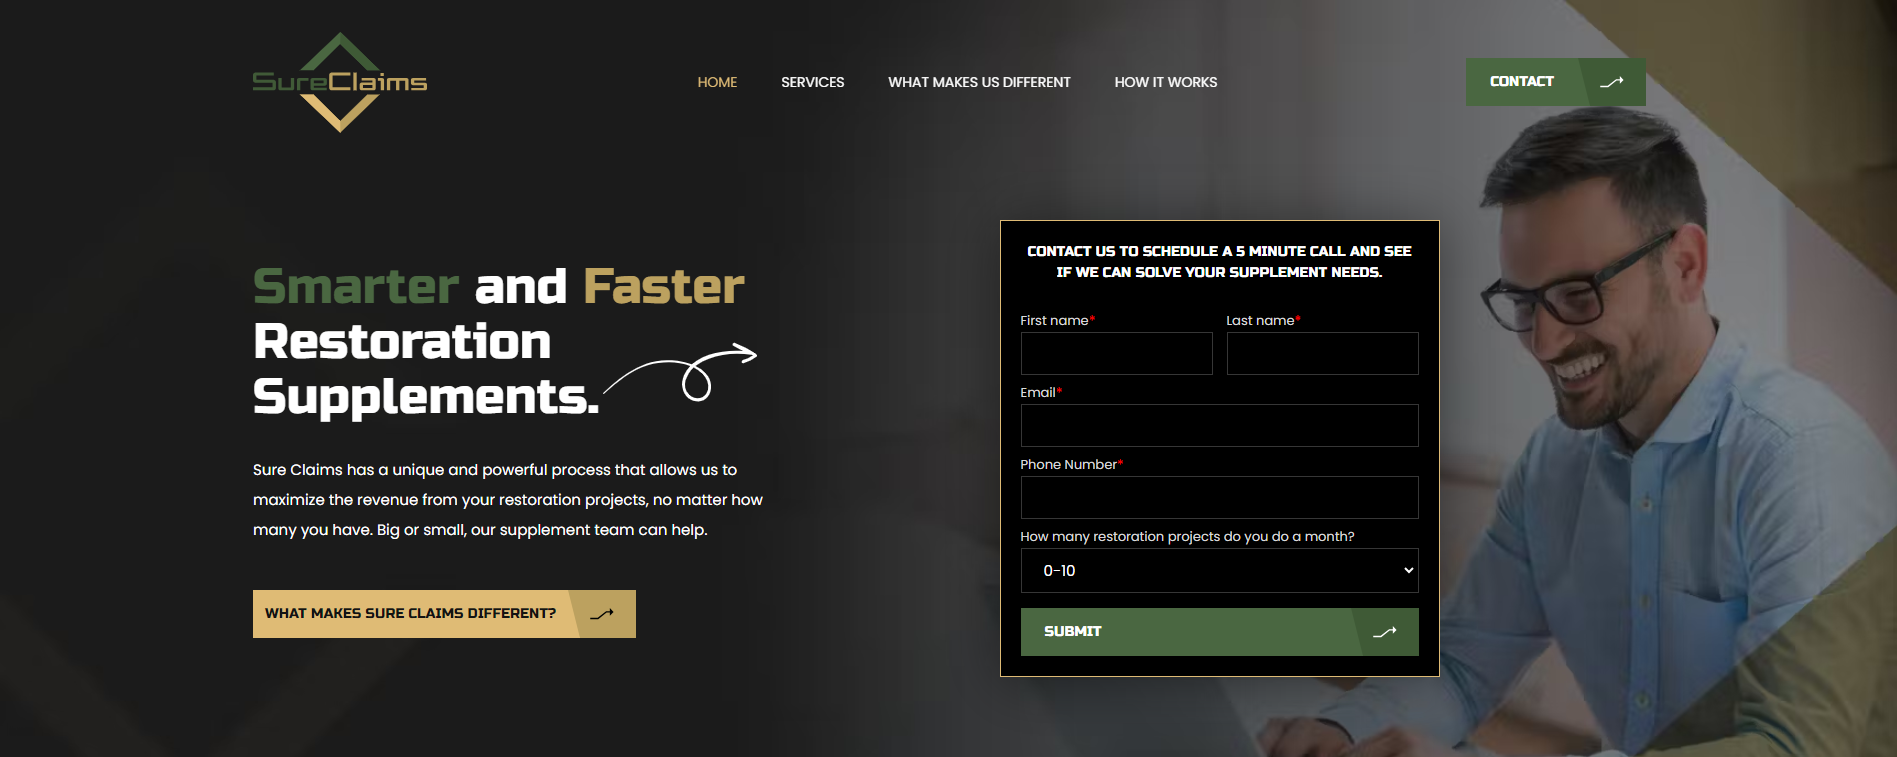 SureClaims
HOME
SERVICES
WHAT MAKES US DIFFERENT
HOW IT WORKS
CONTACT
Smarter and Faster
Restoration
Supplements.
Sure Claims has a unique and powerful process that allows us to
maximize the revenue from your restoration projects, no matter how
many you have. Big or small, our supplement team can help.
WHAT MAKES SURE CLAIMS DIFFERENT?
CONTACT US TO SCHEDULE A 5 MINUTE CALL AND SEE
IF WE CAN SOLVE YOUR SUPPLEMENT NEEDS.
First name*
Last name*
Email*
Phone Number*
How many restoration projects do you do a month?
0-10
SUBMIT